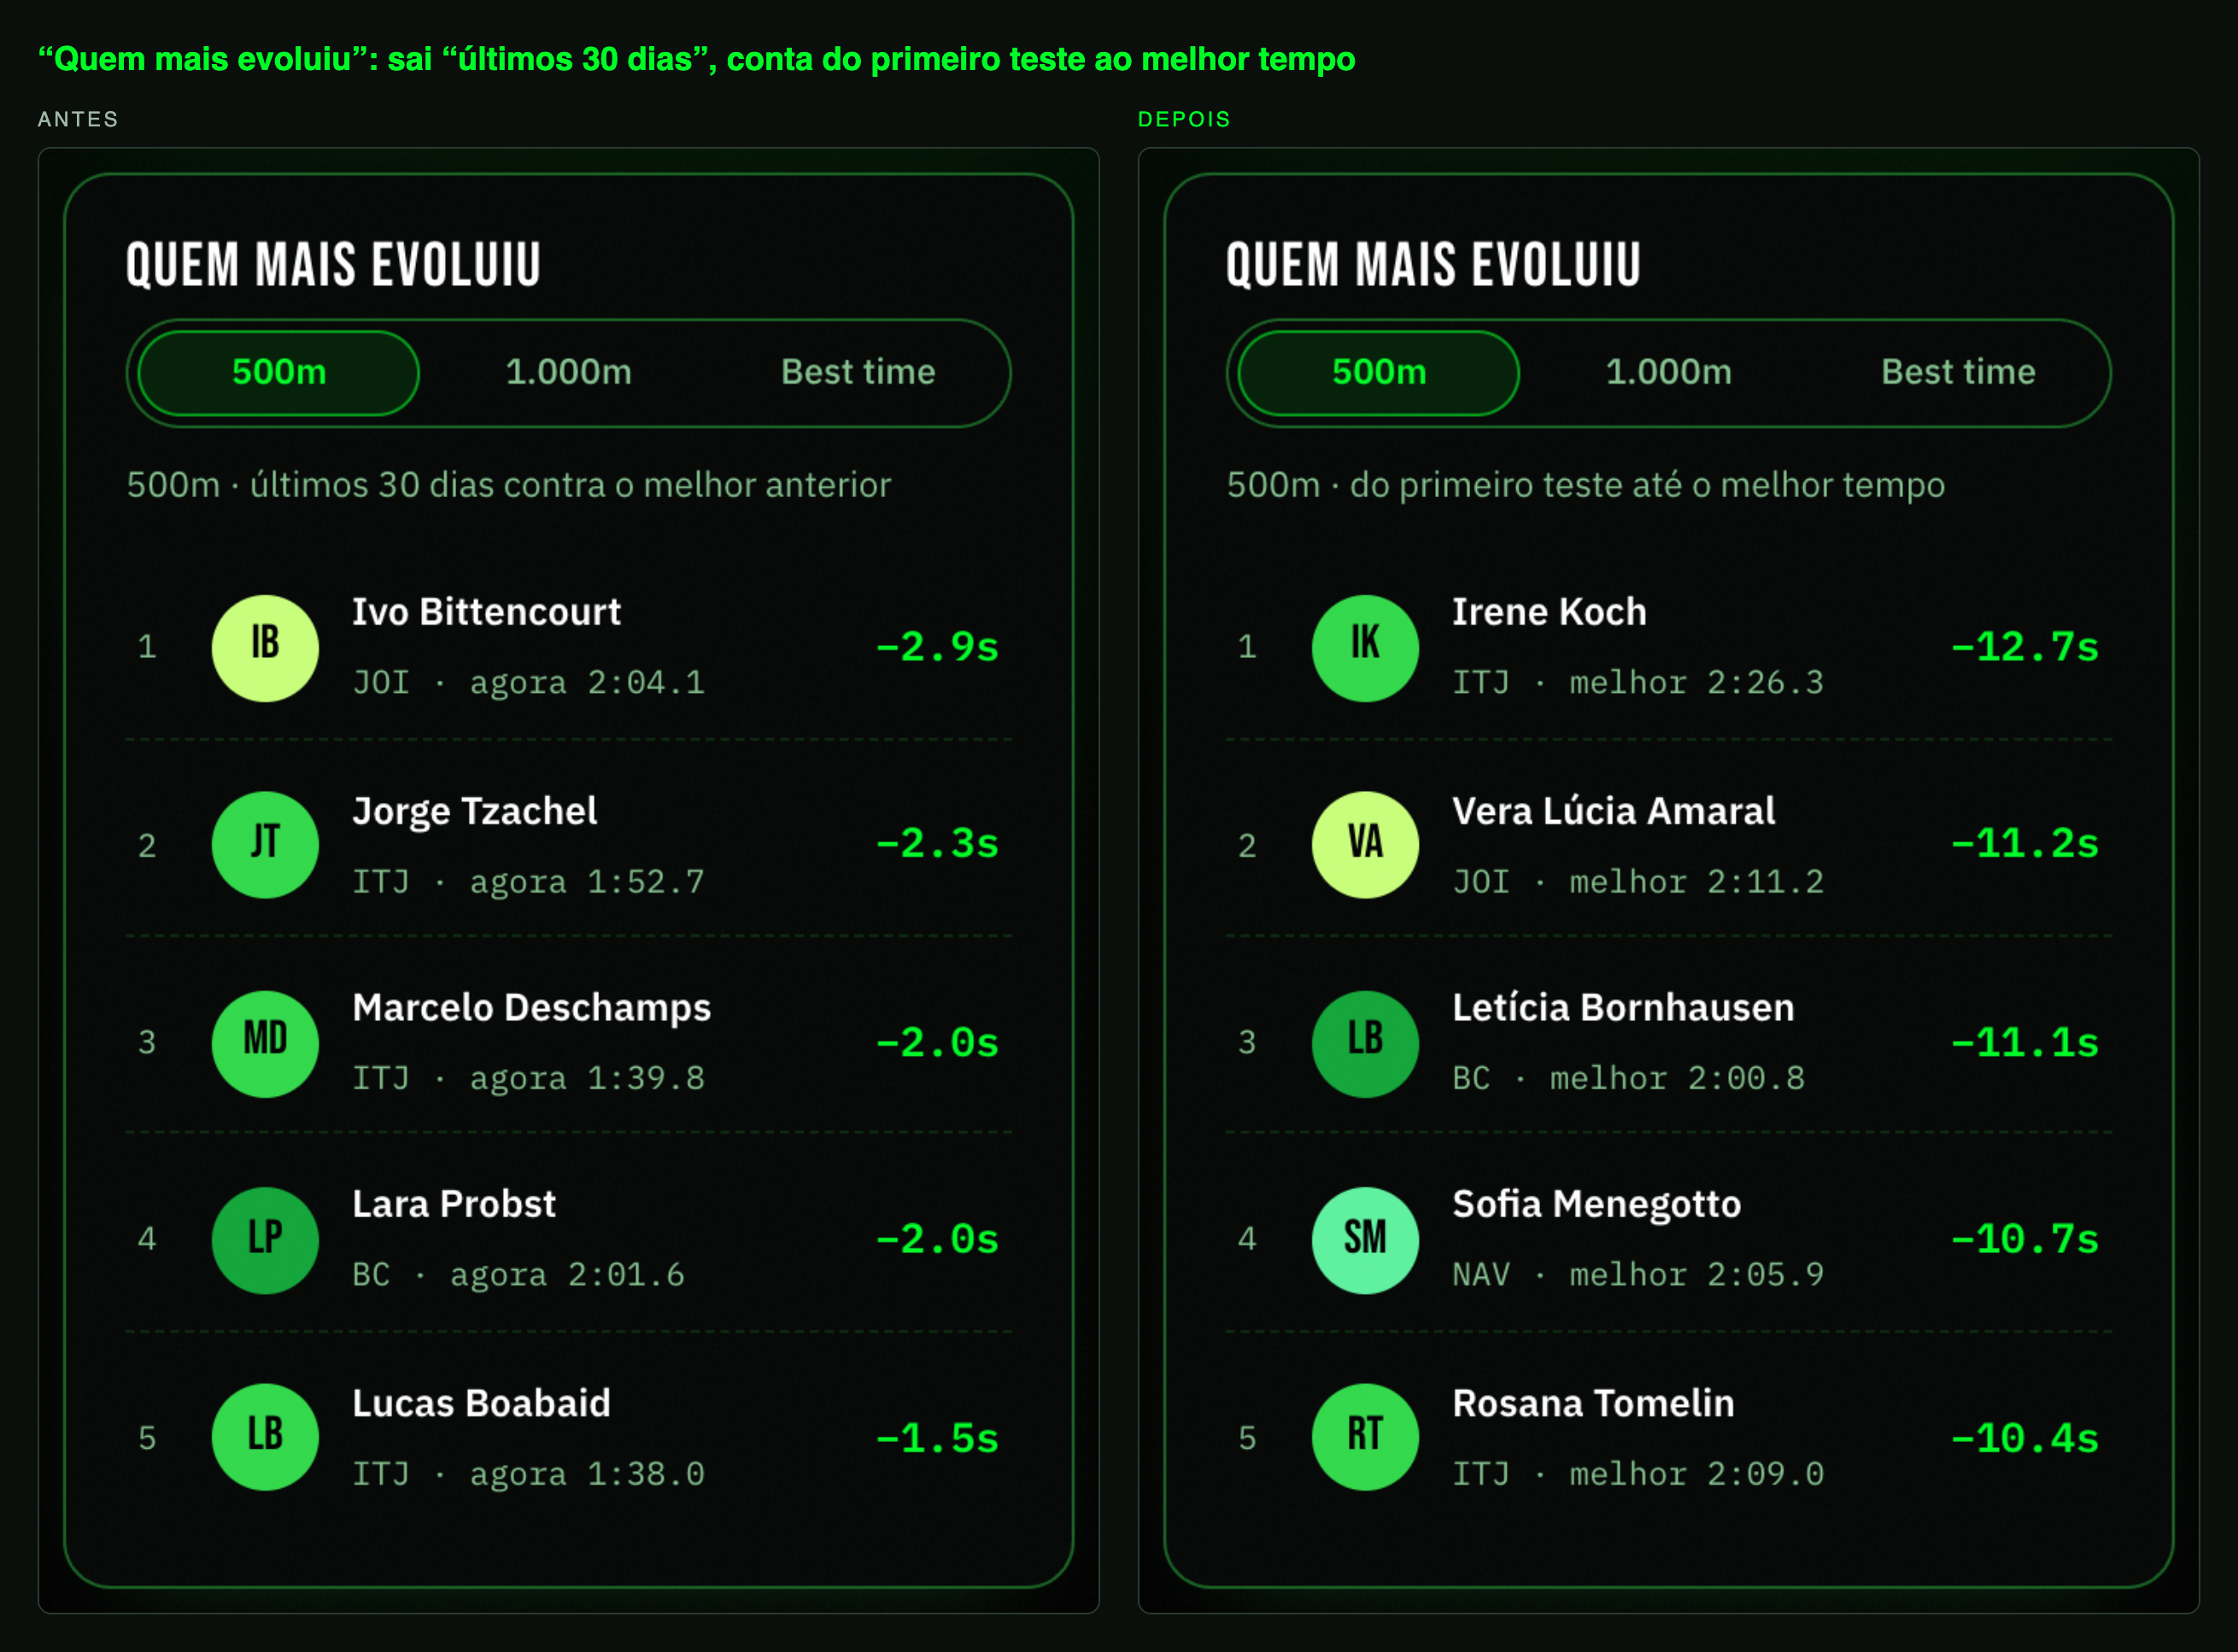 “Quem mais evoluiu”: sai “últimos 30 dias”, conta do primeiro teste ao melhor tempo
ANTES
QUEM MAIS EVOLUIU
500m 1.000m Best time
500m · últimos 30 dias contra o melhor anterior
1 IB Ivo Bittencourt −2.9s
JOI · agora 2:04.1
2 JT Jorge Tzachel −2.3s
ITJ · agora 1:52.7
3 MD Marcelo Deschamps −2.0s
ITJ · agora 1:39.8
4 LP Lara Probst −2.0s
BC · agora 2:01.6
5 LB Lucas Boabaid −1.5s
ITJ · agora 1:38.0
DEPOIS
QUEM MAIS EVOLUIU
500m 1.000m Best time
500m · do primeiro teste até o melhor tempo
1 IK Irene Koch −12.7s
ITJ · melhor 2:26.3
2 VA Vera Lúcia Amaral −11.2s
JOI · melhor 2:11.2
3 LB Letícia Bornhausen −11.1s
BC · melhor 2:00.8
4 SM Sofia Menegotto −10.7s
NAV · melhor 2:05.9
5 RT Rosana Tomelin −10.4s
ITJ · melhor 2:09.0